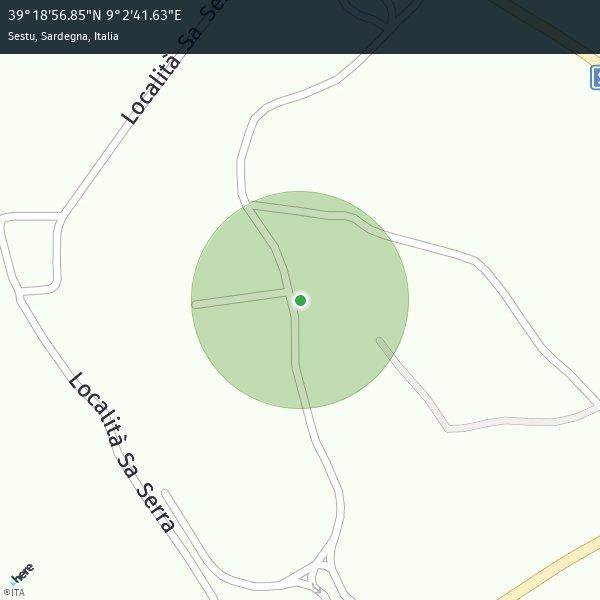 39°18'56.85"N 9°2'41.63"E
Sestu, Sardegna, Italia
Località Sa Se
Località Sa Serra
here
©ITA